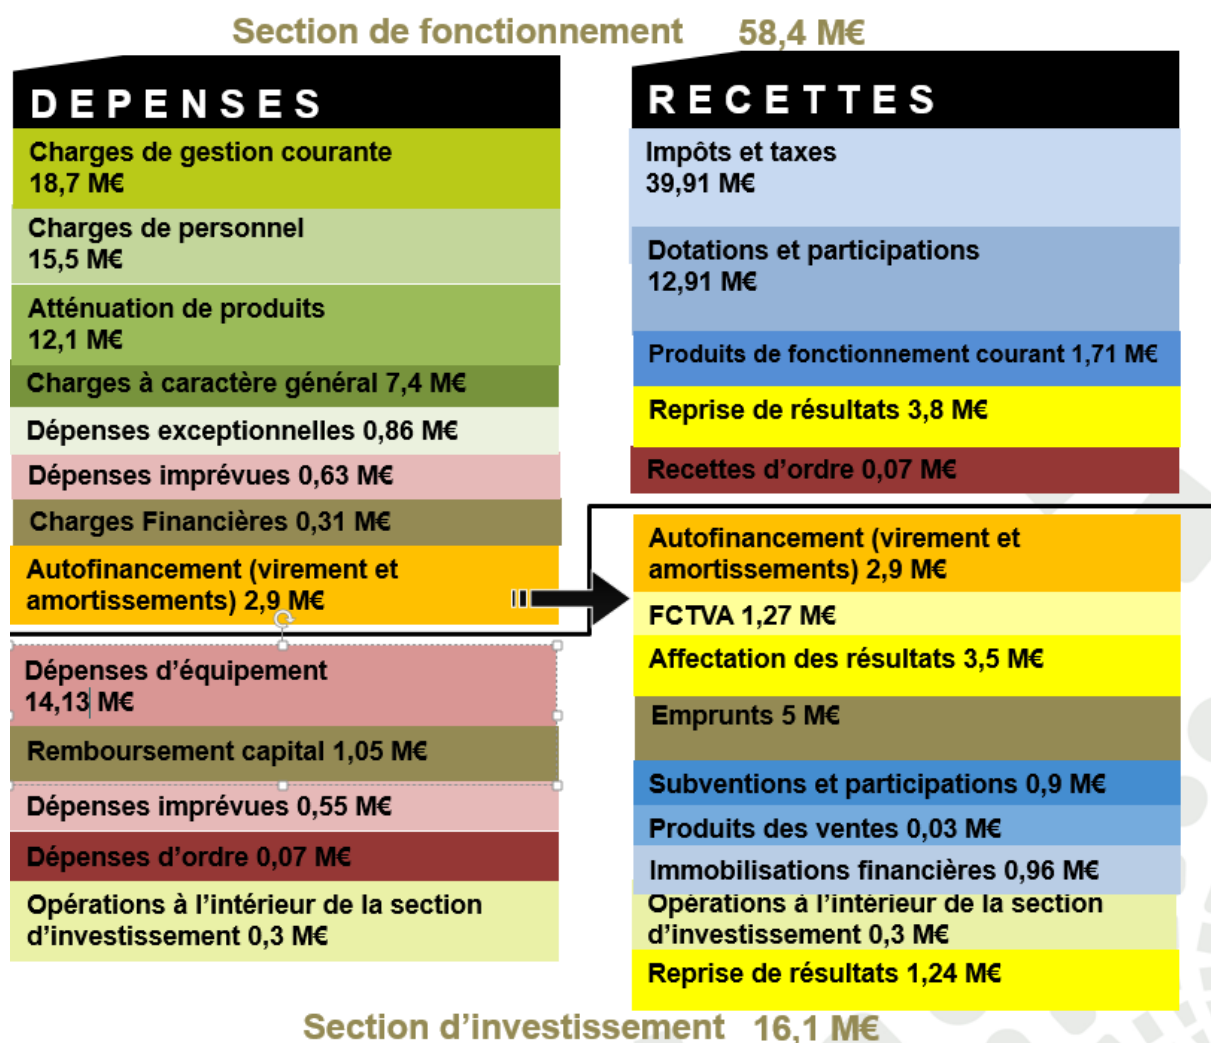 Section de fonctionnement 58,4 M€
DEPENSES
Charges de gestion courante
18,7 M€
Charges de personnel
15,5 M€
Atténuation de produits
12,1 M€
Charges à caractère général 7,4 M€
Dépenses exceptionnelles 0,86 M€
Dépenses imprévues 0,63 M€
Charges Financières 0,31 M€
Autofinancement (virement et
amortissements) 2,9 M€
Dépenses d’équipement
14,13 M€
Remboursement capital 1,05 M€
Dépenses imprévues 0,55 M€
Dépenses d’ordre 0,07 M€
Opérations à l’intérieur de la section
d’investissement 0,3 M€
RECETTES
Impôts et taxes
39,91 M€
Dotations et participations
12,91 M€
Produits de fonctionnement courant 1,71 M€
Reprise de résultats 3,8 M€
Recettes d’ordre 0,07 M€
Autofinancement (virement et
amortissements) 2,9 M€
FCTVA 1,27 M€
Affectation des résultats 3,5 M€
Emprunts 5 M€
Subventions et participations 0,9 M€
Produits des ventes 0,03 M€
Immobilisations financières 0,96 M€
Opérations à l’intérieur de la section
d’investissement 0,3 M€
Reprise de résultats 1,24 M€
Section d’investissement 16,1 M€